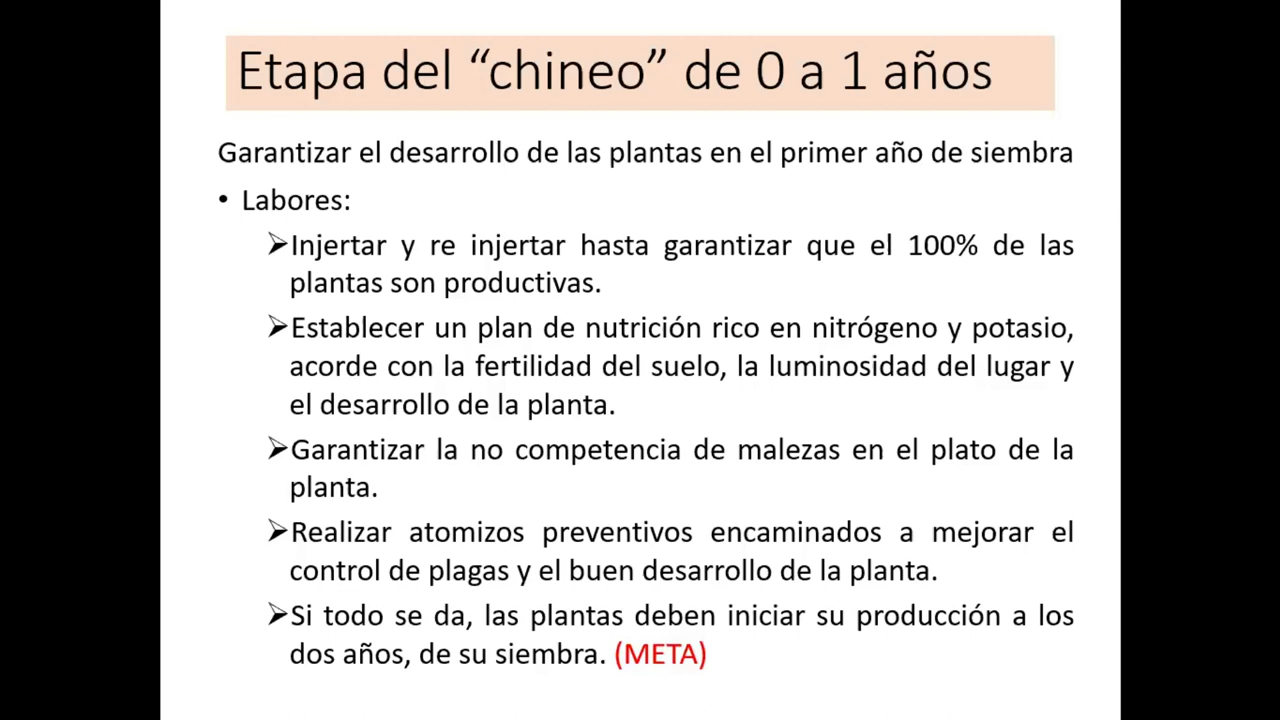 Etapa del “chineo” de 0 a 1 años
Garantizar el desarrollo de las plantas en el primer año de siembra
• Labores:
➢Injertar y re injertar hasta garantizar que el 100% de las
plantas son productivas.
➢Establecer un plan de nutrición rico en nitrógeno y potasio,
acorde con la fertilidad del suelo, la luminosidad del lugar y
el desarrollo de la planta.
➢Garantizar la no competencia de malezas en el plato de la
planta.
➢Realizar atomizos preventivos encaminados a mejorar el
control de plagas y el buen desarrollo de la planta.
➢Si todo se da, las plantas deben iniciar su producción a los
dos años, de su siembra. (META)